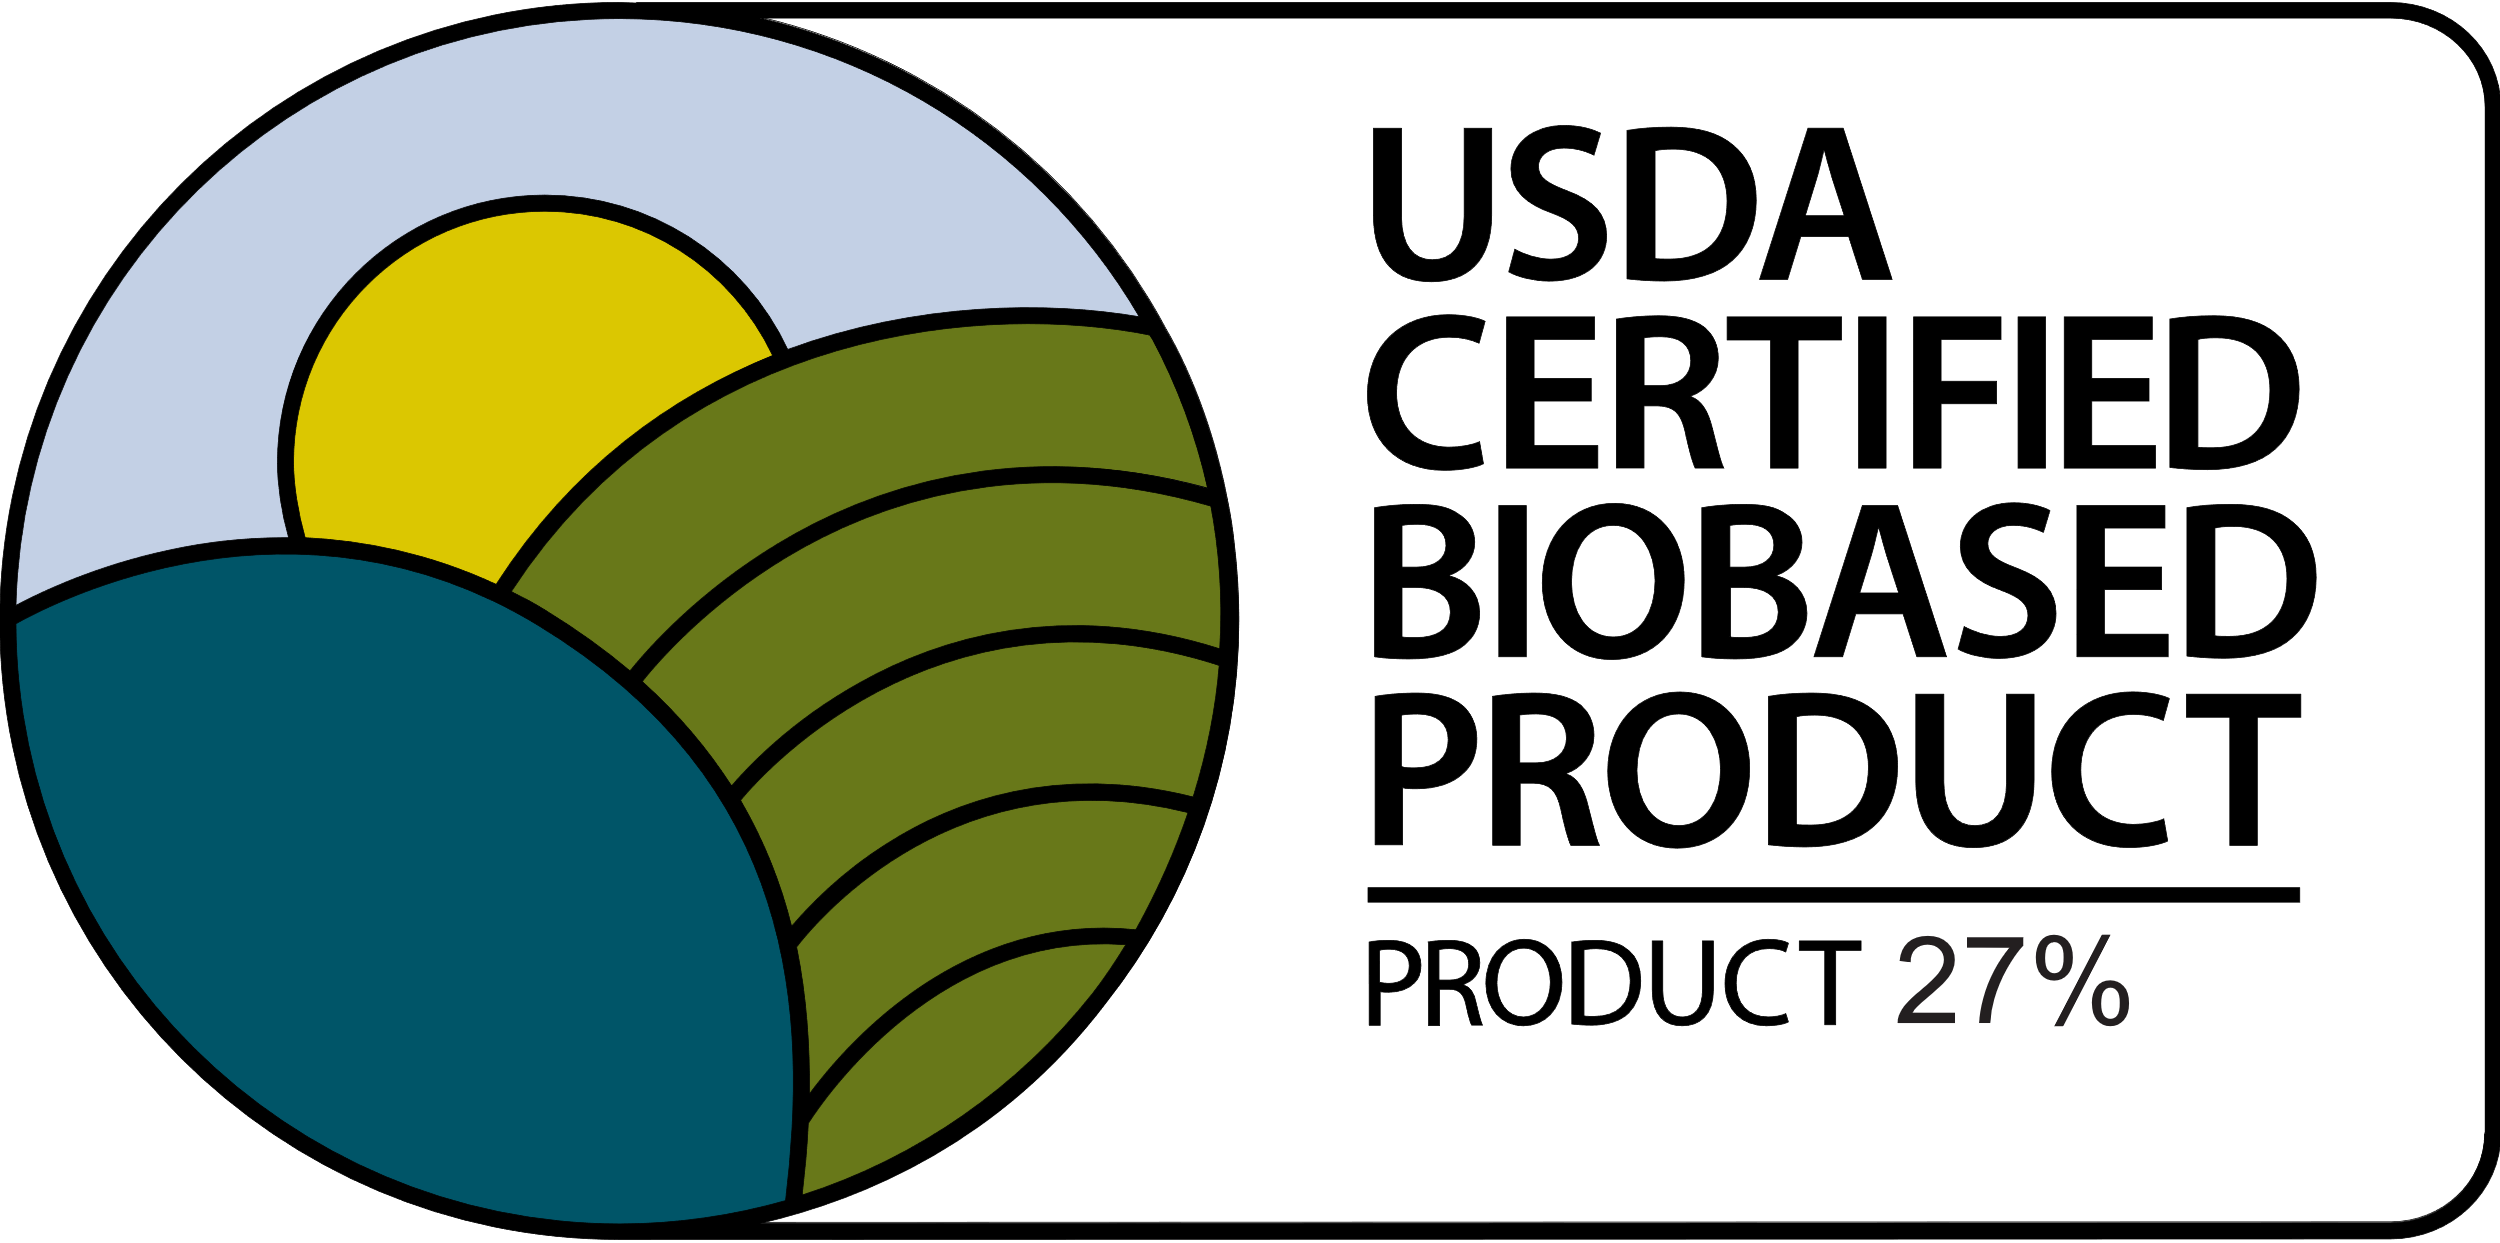 USDA
CERTIFIED
BIOBASED
PRODUCT
PRODUCT 27%